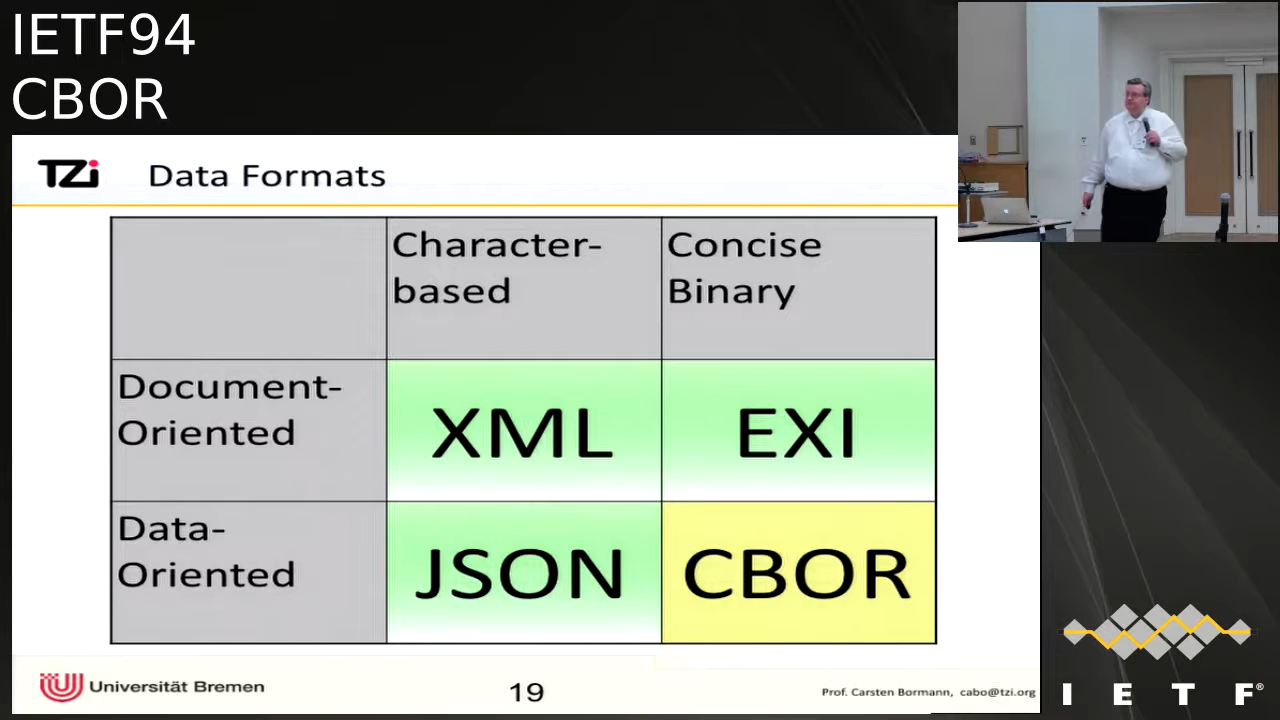 IETF94
CBOR
TZi Data Formats
Character-
based
Concise
Binary
Document-
Oriented
XML
EXI
Data-
Oriented
JSON
CBOR
Universität Bremen
19
Prof. Carsten Bormann, cabo@tzi.org
I E T F®